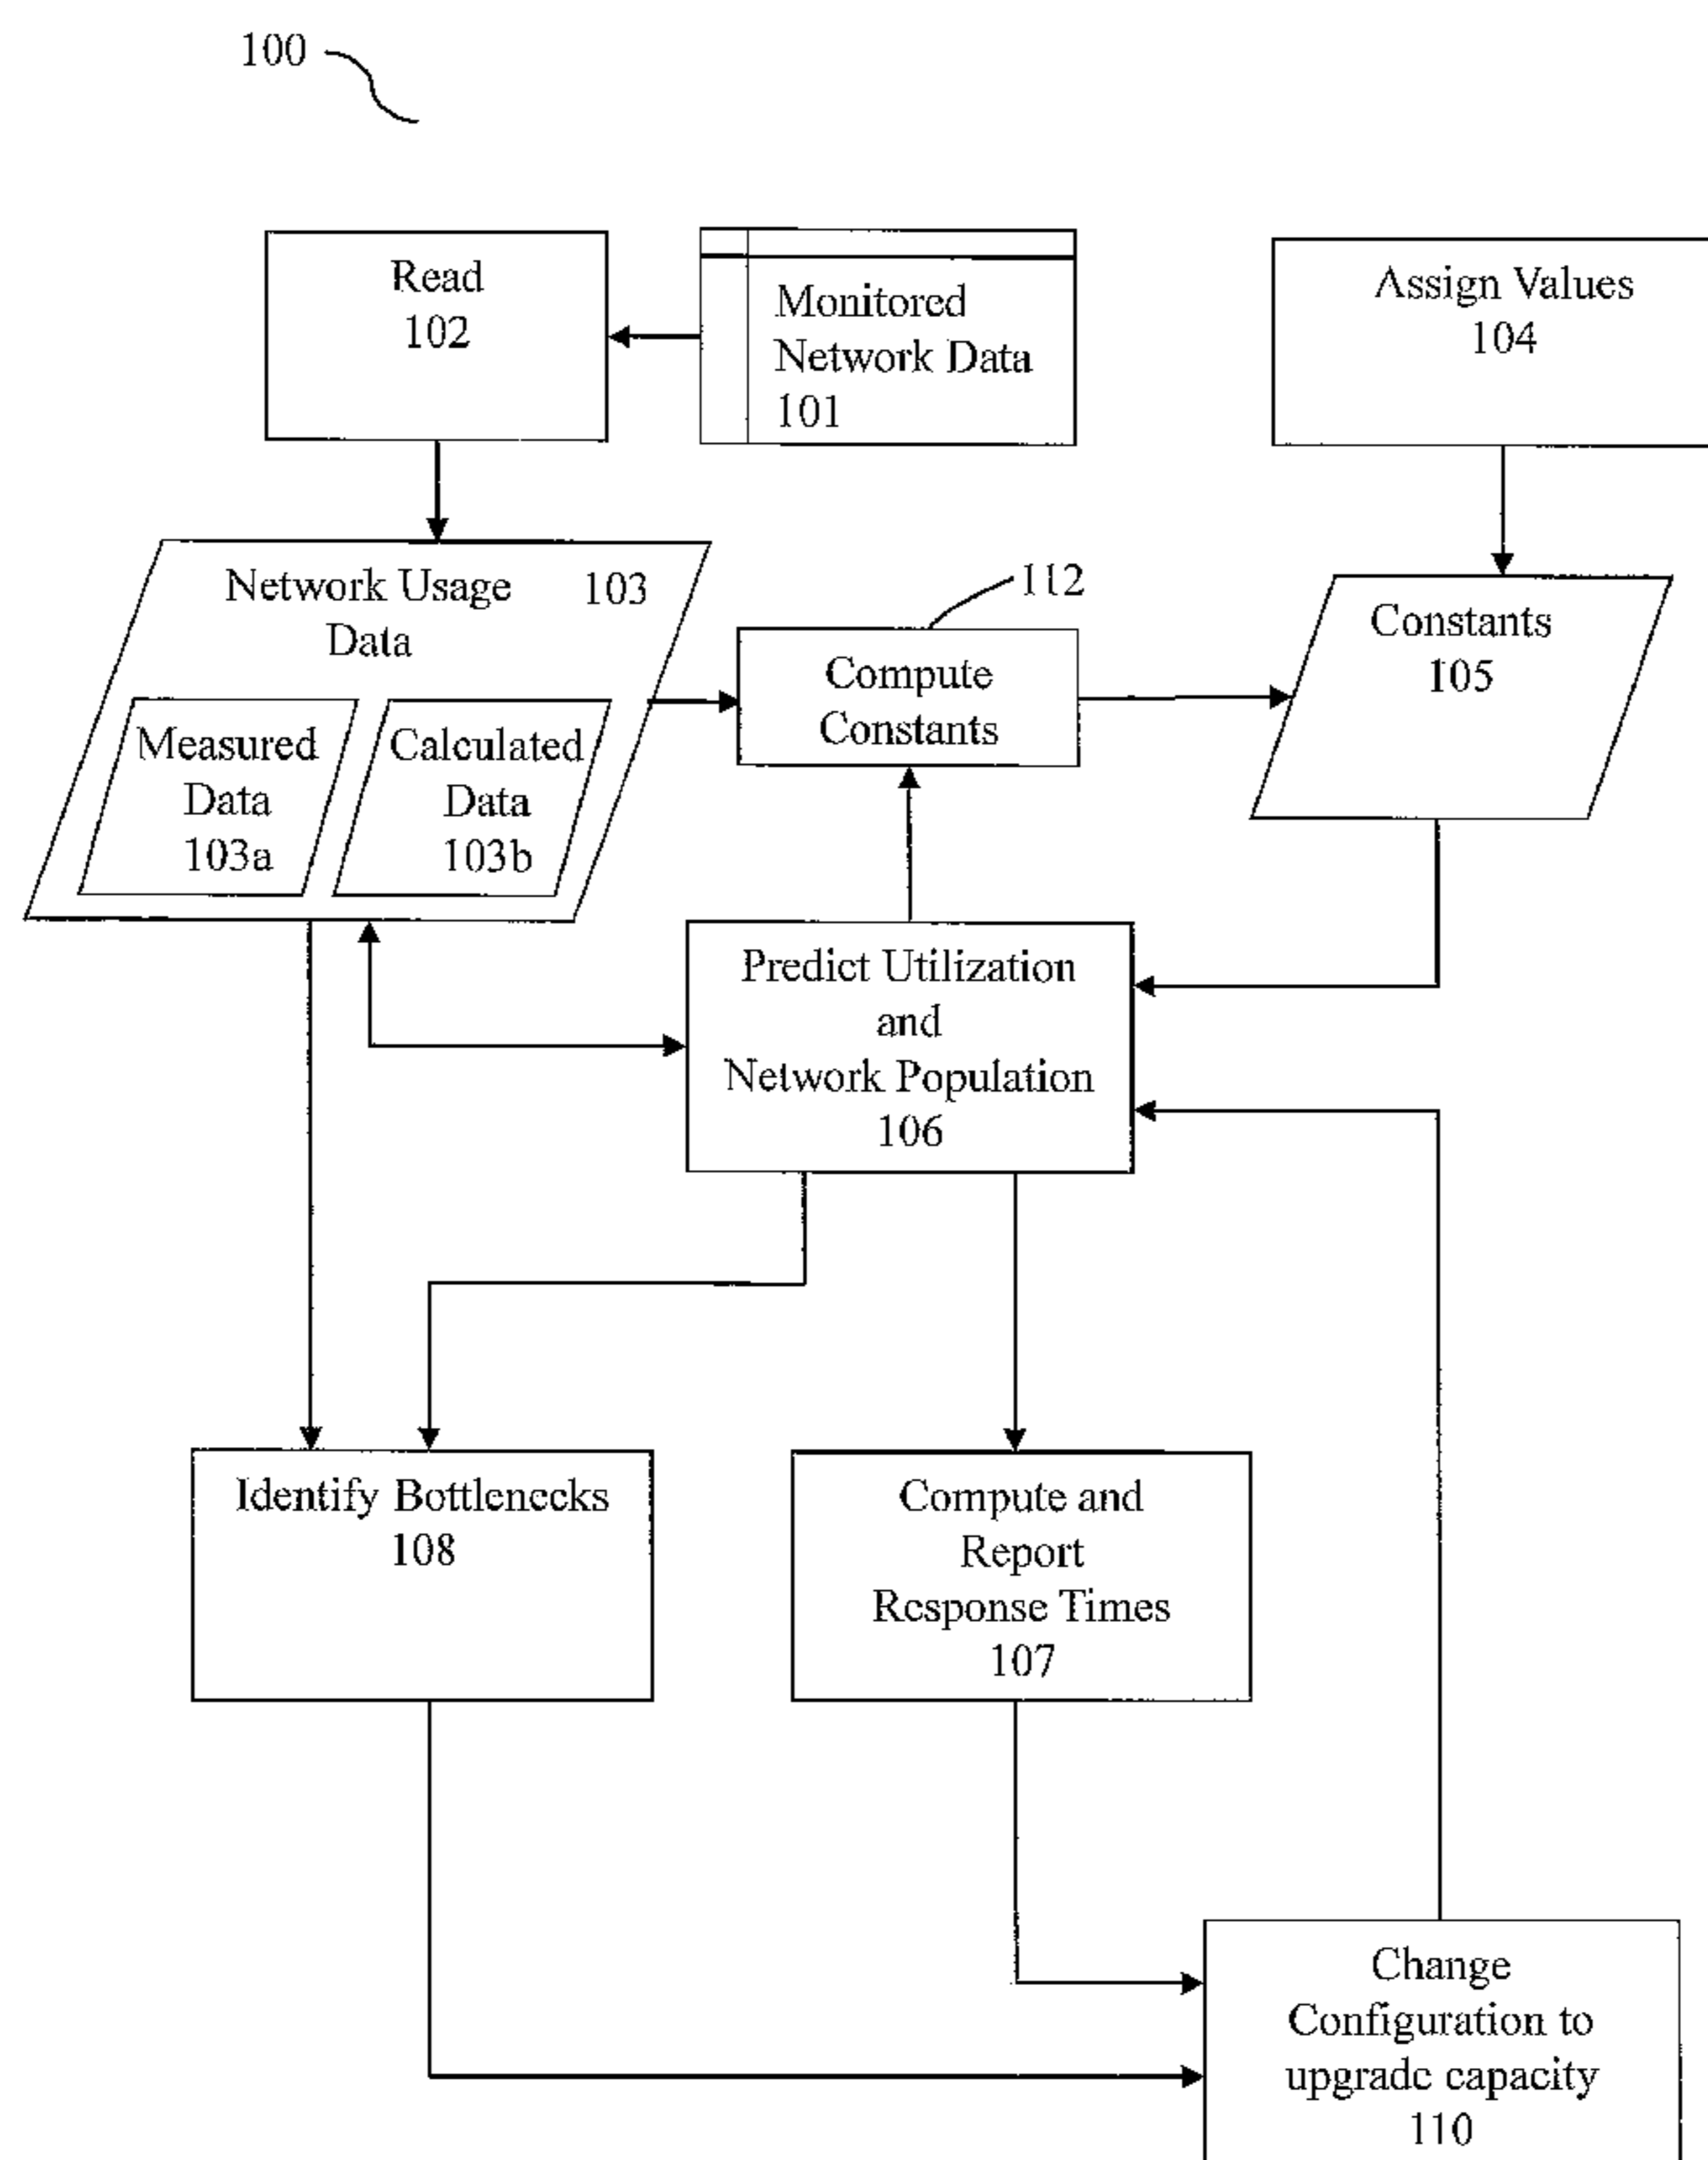 100
Read
102
Monitored
Network Data
101
Assign Values
104
Network Usage 103
Data
Measured
Data
103a
Calculated
Data
103b
112
Compute
Constants
Constants
105
Predict Utilization
and
Network Population
106
Identify Bottlenecks
108
Compute and
Report
Response Times
107
Change
Configuration to
upgrade capacity
110